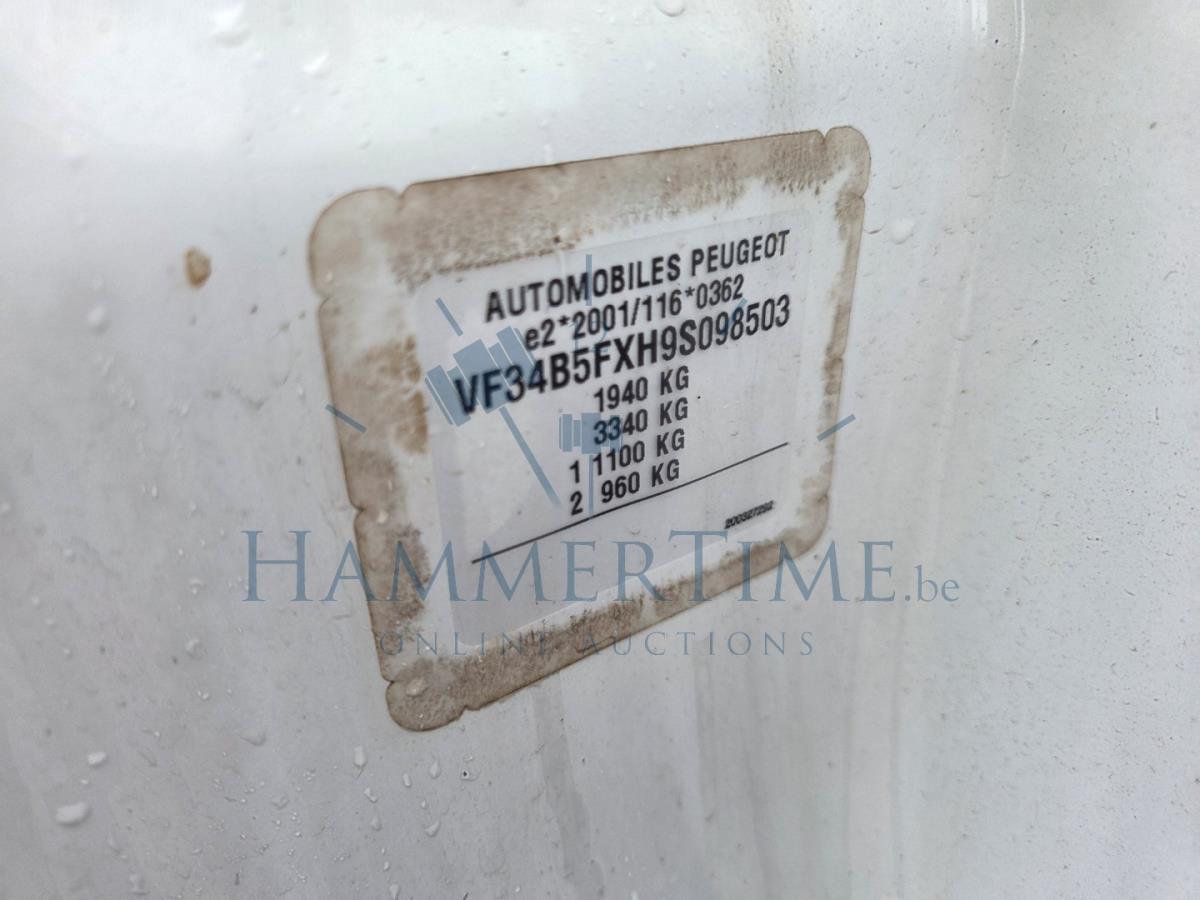 AUTOMOBILES PEUGEOT
e2*2001/116*0362
VF34B5FXH9S098503
1940 KG
3340 KG
1 1100 KG
2 960 KG
HAMMERTIME.be
ONLINE AUCTIONS